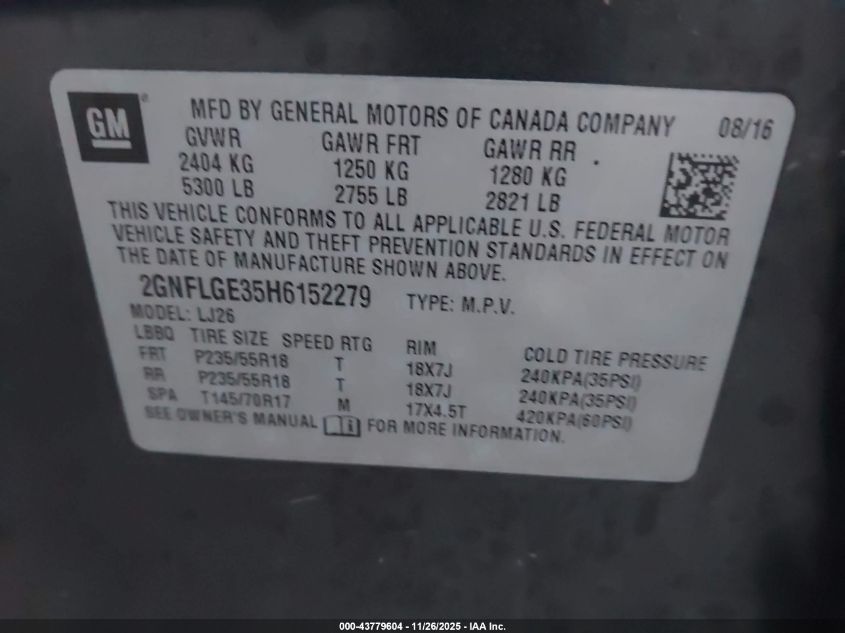 GM®
MFD BY GENERAL MOTORS OF CANADA COMPANY 08/16
GVWR GAWR FRT GAWR RR
2404 KG 1250 KG 1280 KG
5300 LB 2755 LB 2821 LB
THIS VEHICLE CONFORMS TO ALL APPLICABLE U.S. FEDERAL MOTOR
VEHICLE SAFETY AND THEFT PREVENTION STANDARDS IN EFFECT ON
THE DATE OF MANUFACTURE SHOWN ABOVE.
2GNFLGE35H6152279 TYPE: M.P.V.
MODEL: LJ26
LBBQ TIRE SIZE SPEED RTG RIM COLD TIRE PRESSURE
FRT P235/55R18 T 18X7J 240KPA(35PSI)
RR P235/55R18 T 18X7J 240KPA(35PSI)
SPA T145/70R17 M 17X4.5T 420KPA(60PSI)
SEE OWNER'S MANUAL FOR MORE INFORMATION.
000-43779604 - 11/26/2025 - IAA Inc.